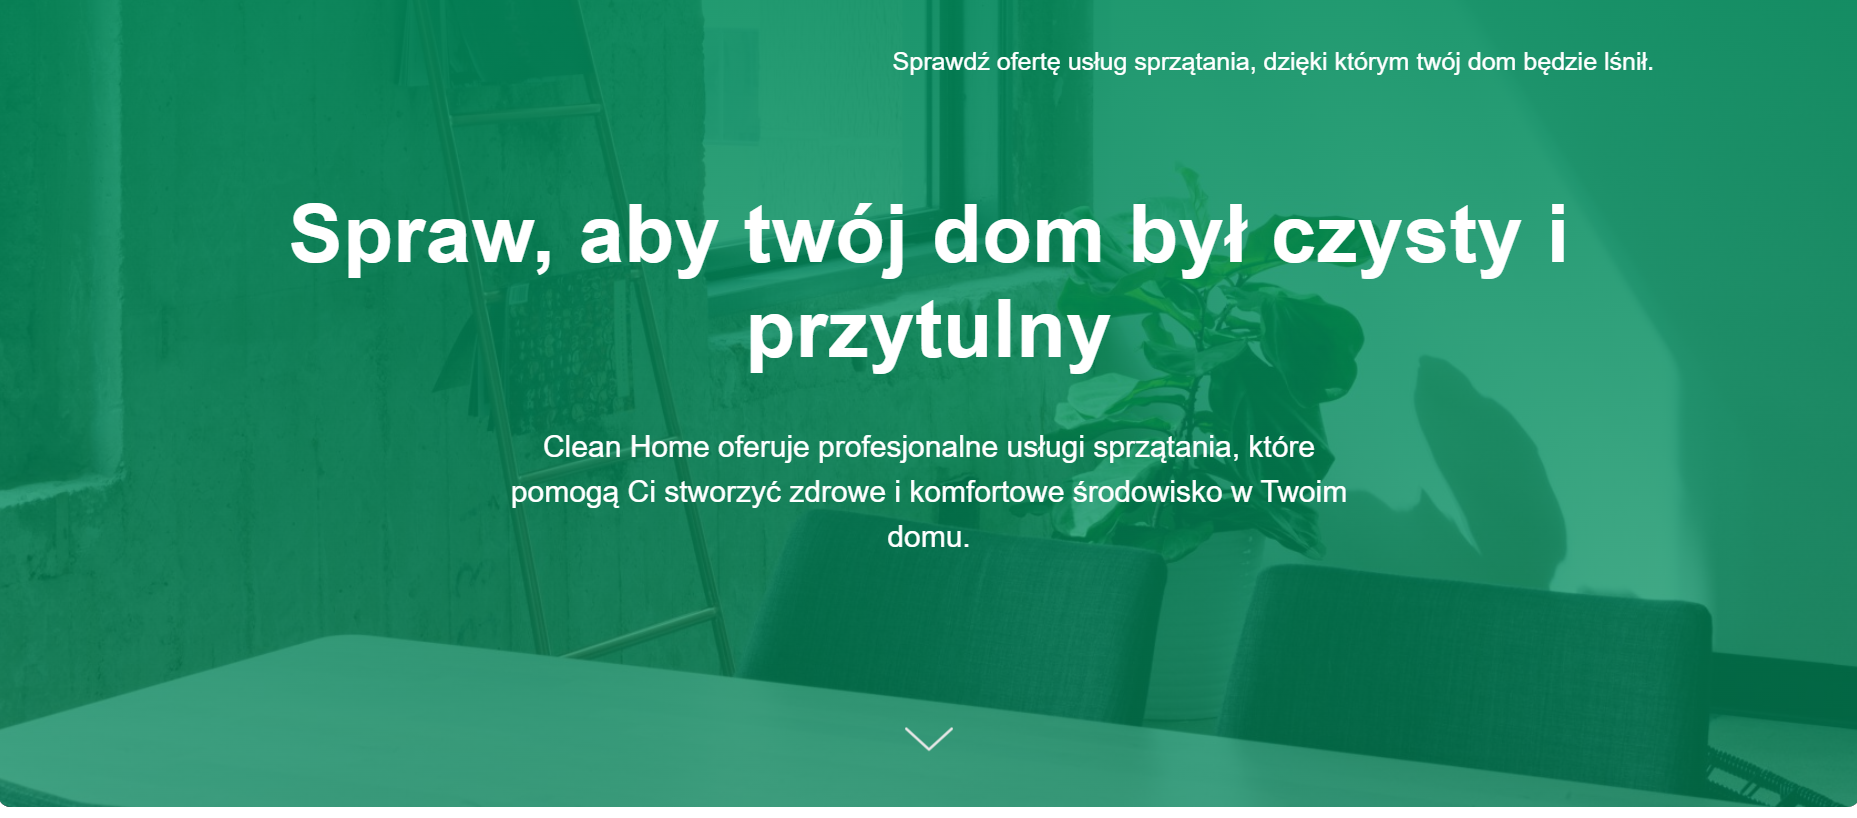 Sprawdź ofertę usług sprzątania, dzięki którym twój dom będzie lśnił.
Spraw, aby twój dom był czysty i
przytulny
Clean Home oferuje profesjonalne usługi sprzątania, które
pomogą Ci stworzyć zdrowe i komfortowe środowisko w Twoim
domu.